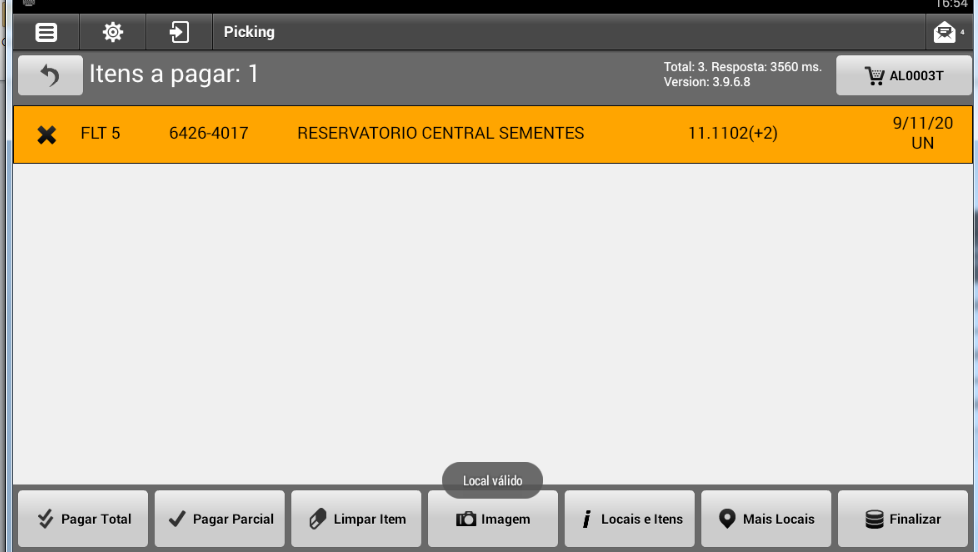 16:54
Picking
4
Itens a pagar: 1
Total: 3. Resposta: 3560 ms.
Version: 3.9.6.8
AL0003T
FLT 5 6426-4017 RESERVATORIO CENTRAL SEMENTES 11.1102(+2) 9/11/20
UN
Local válido
Pagar Total Pagar Parcial Limpar Item Imagem Locais e Itens Mais Locais Finalizar